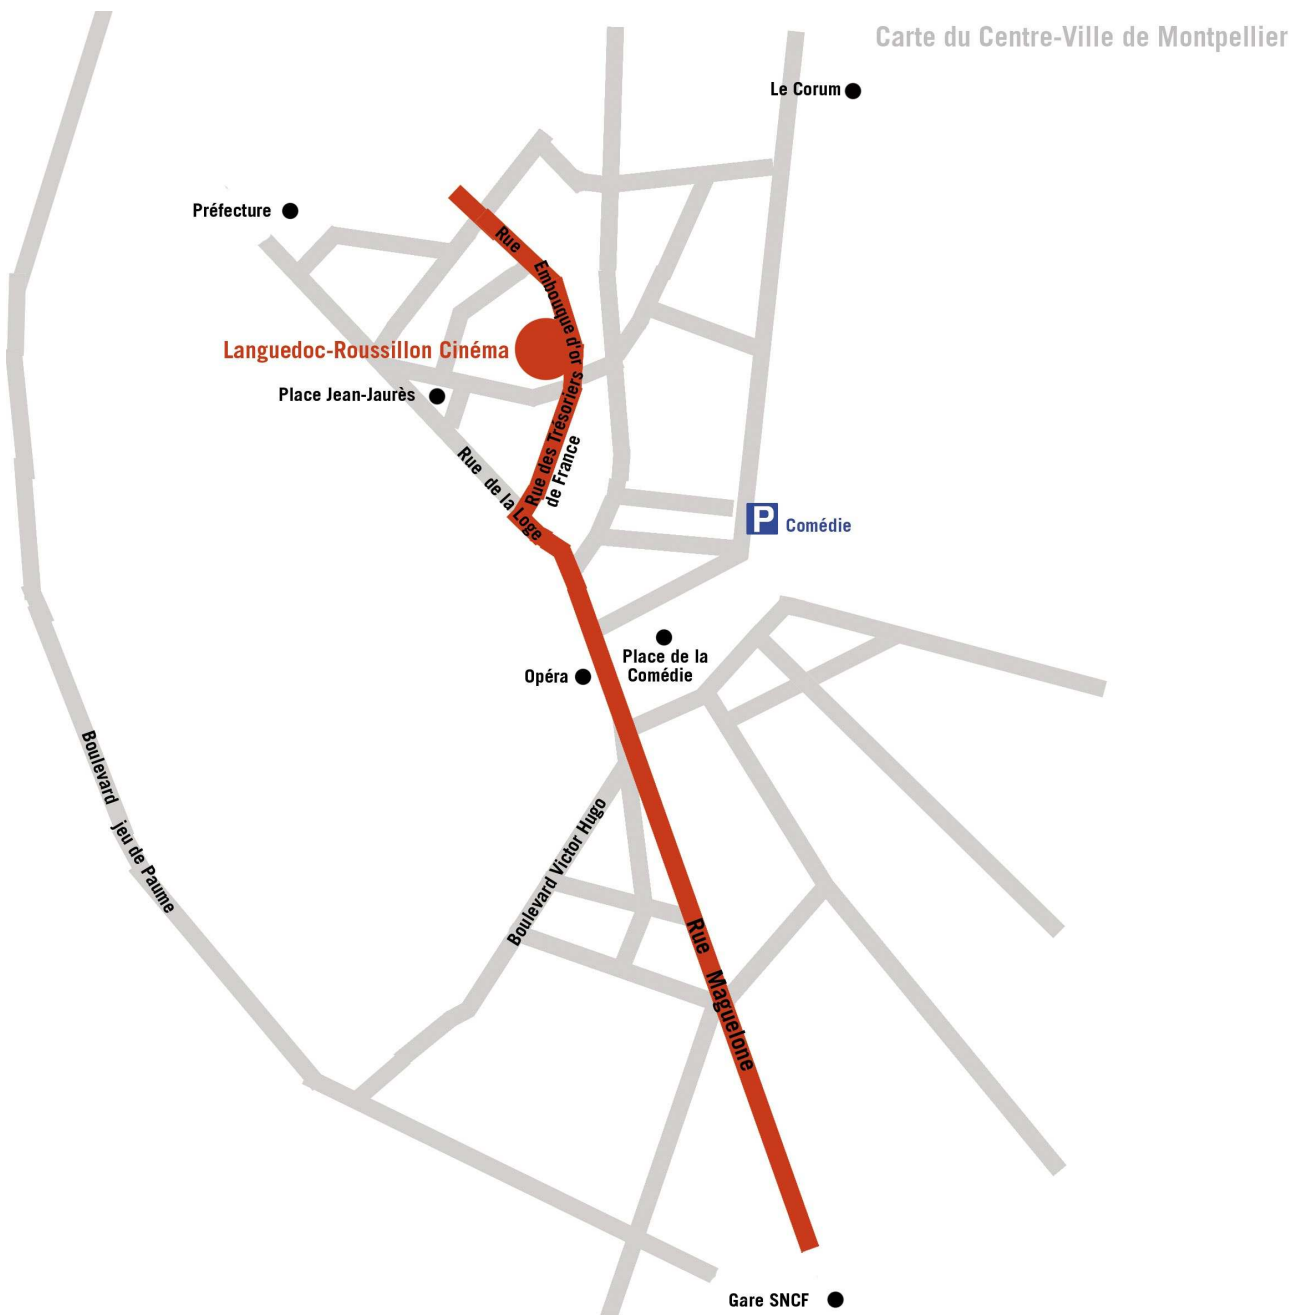 Carte du Centre-Ville de Montpellier
Le Corum
Préfecture
Rue Embouque d'or
Languedoc-Roussillon Cinéma
Place Jean-Jaurès
Rue des Trésoriers
de France
Rue de la Loge
P Comédie
Place de la
Comédie
Opéra
Boulevard jeu de Paume
Boulevard Victor Hugo
Rue Maguelone
Gare SNCF